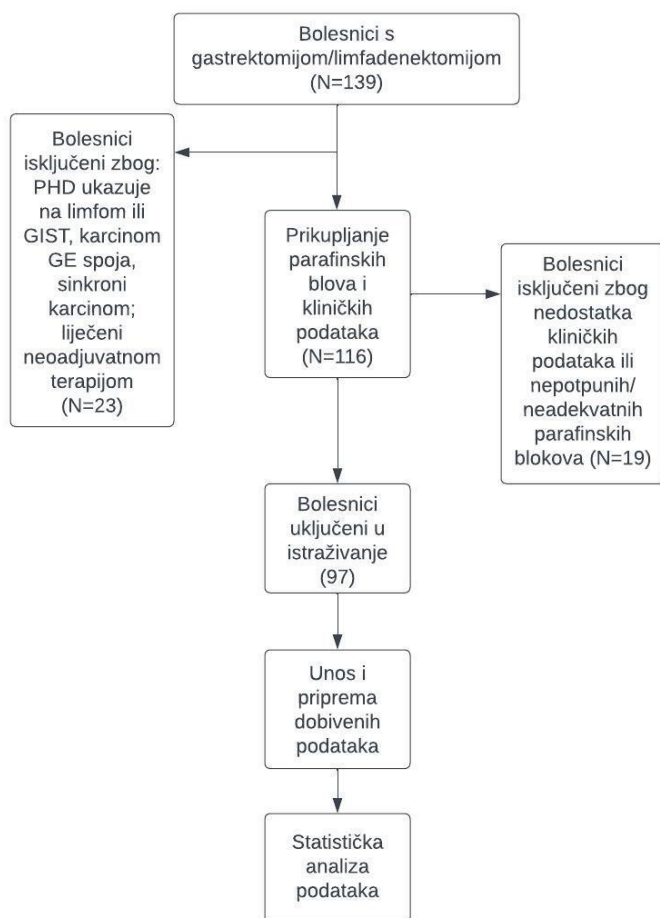 Bolesnici s
gastrektomijom/limfadenektomijom
(N=139)
Bolesnici
isključeni zbog:
PHD ukazuje
na limfom ili
GIST, karcinom
GE spoja,
sinkroni
karcinom;
liječeni
neoadjuvatnom
terapijom
(N=23)
Prikupljanje
parafinskih
blova i
kliničkih
podataka
(N=116)
Bolesnici
isključeni zbog
nedostatka
kliničkih
podataka ili
nepotpunih/
neadekvatnih
parafinskih
blokova (N=19)
Bolesnici
uključeni u
istraživanje
(97)
Unos i
priprema
dobivenih
podataka
Statistička
analiza
podataka